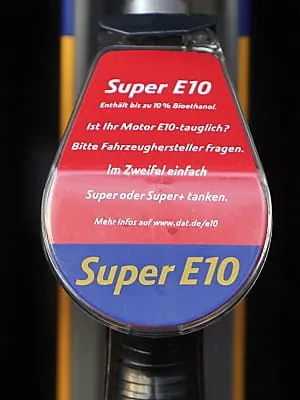 Super E10
Enthält bis zu 10% Bioethanol.
Ist Ihr Motor E10-tauglich?
Bitte Fahrzeughersteller fragen.
Im Zweifel einfach
Super oder Super+ tanken.
Mehr Infos auf www.dat.de/e10
Super E10